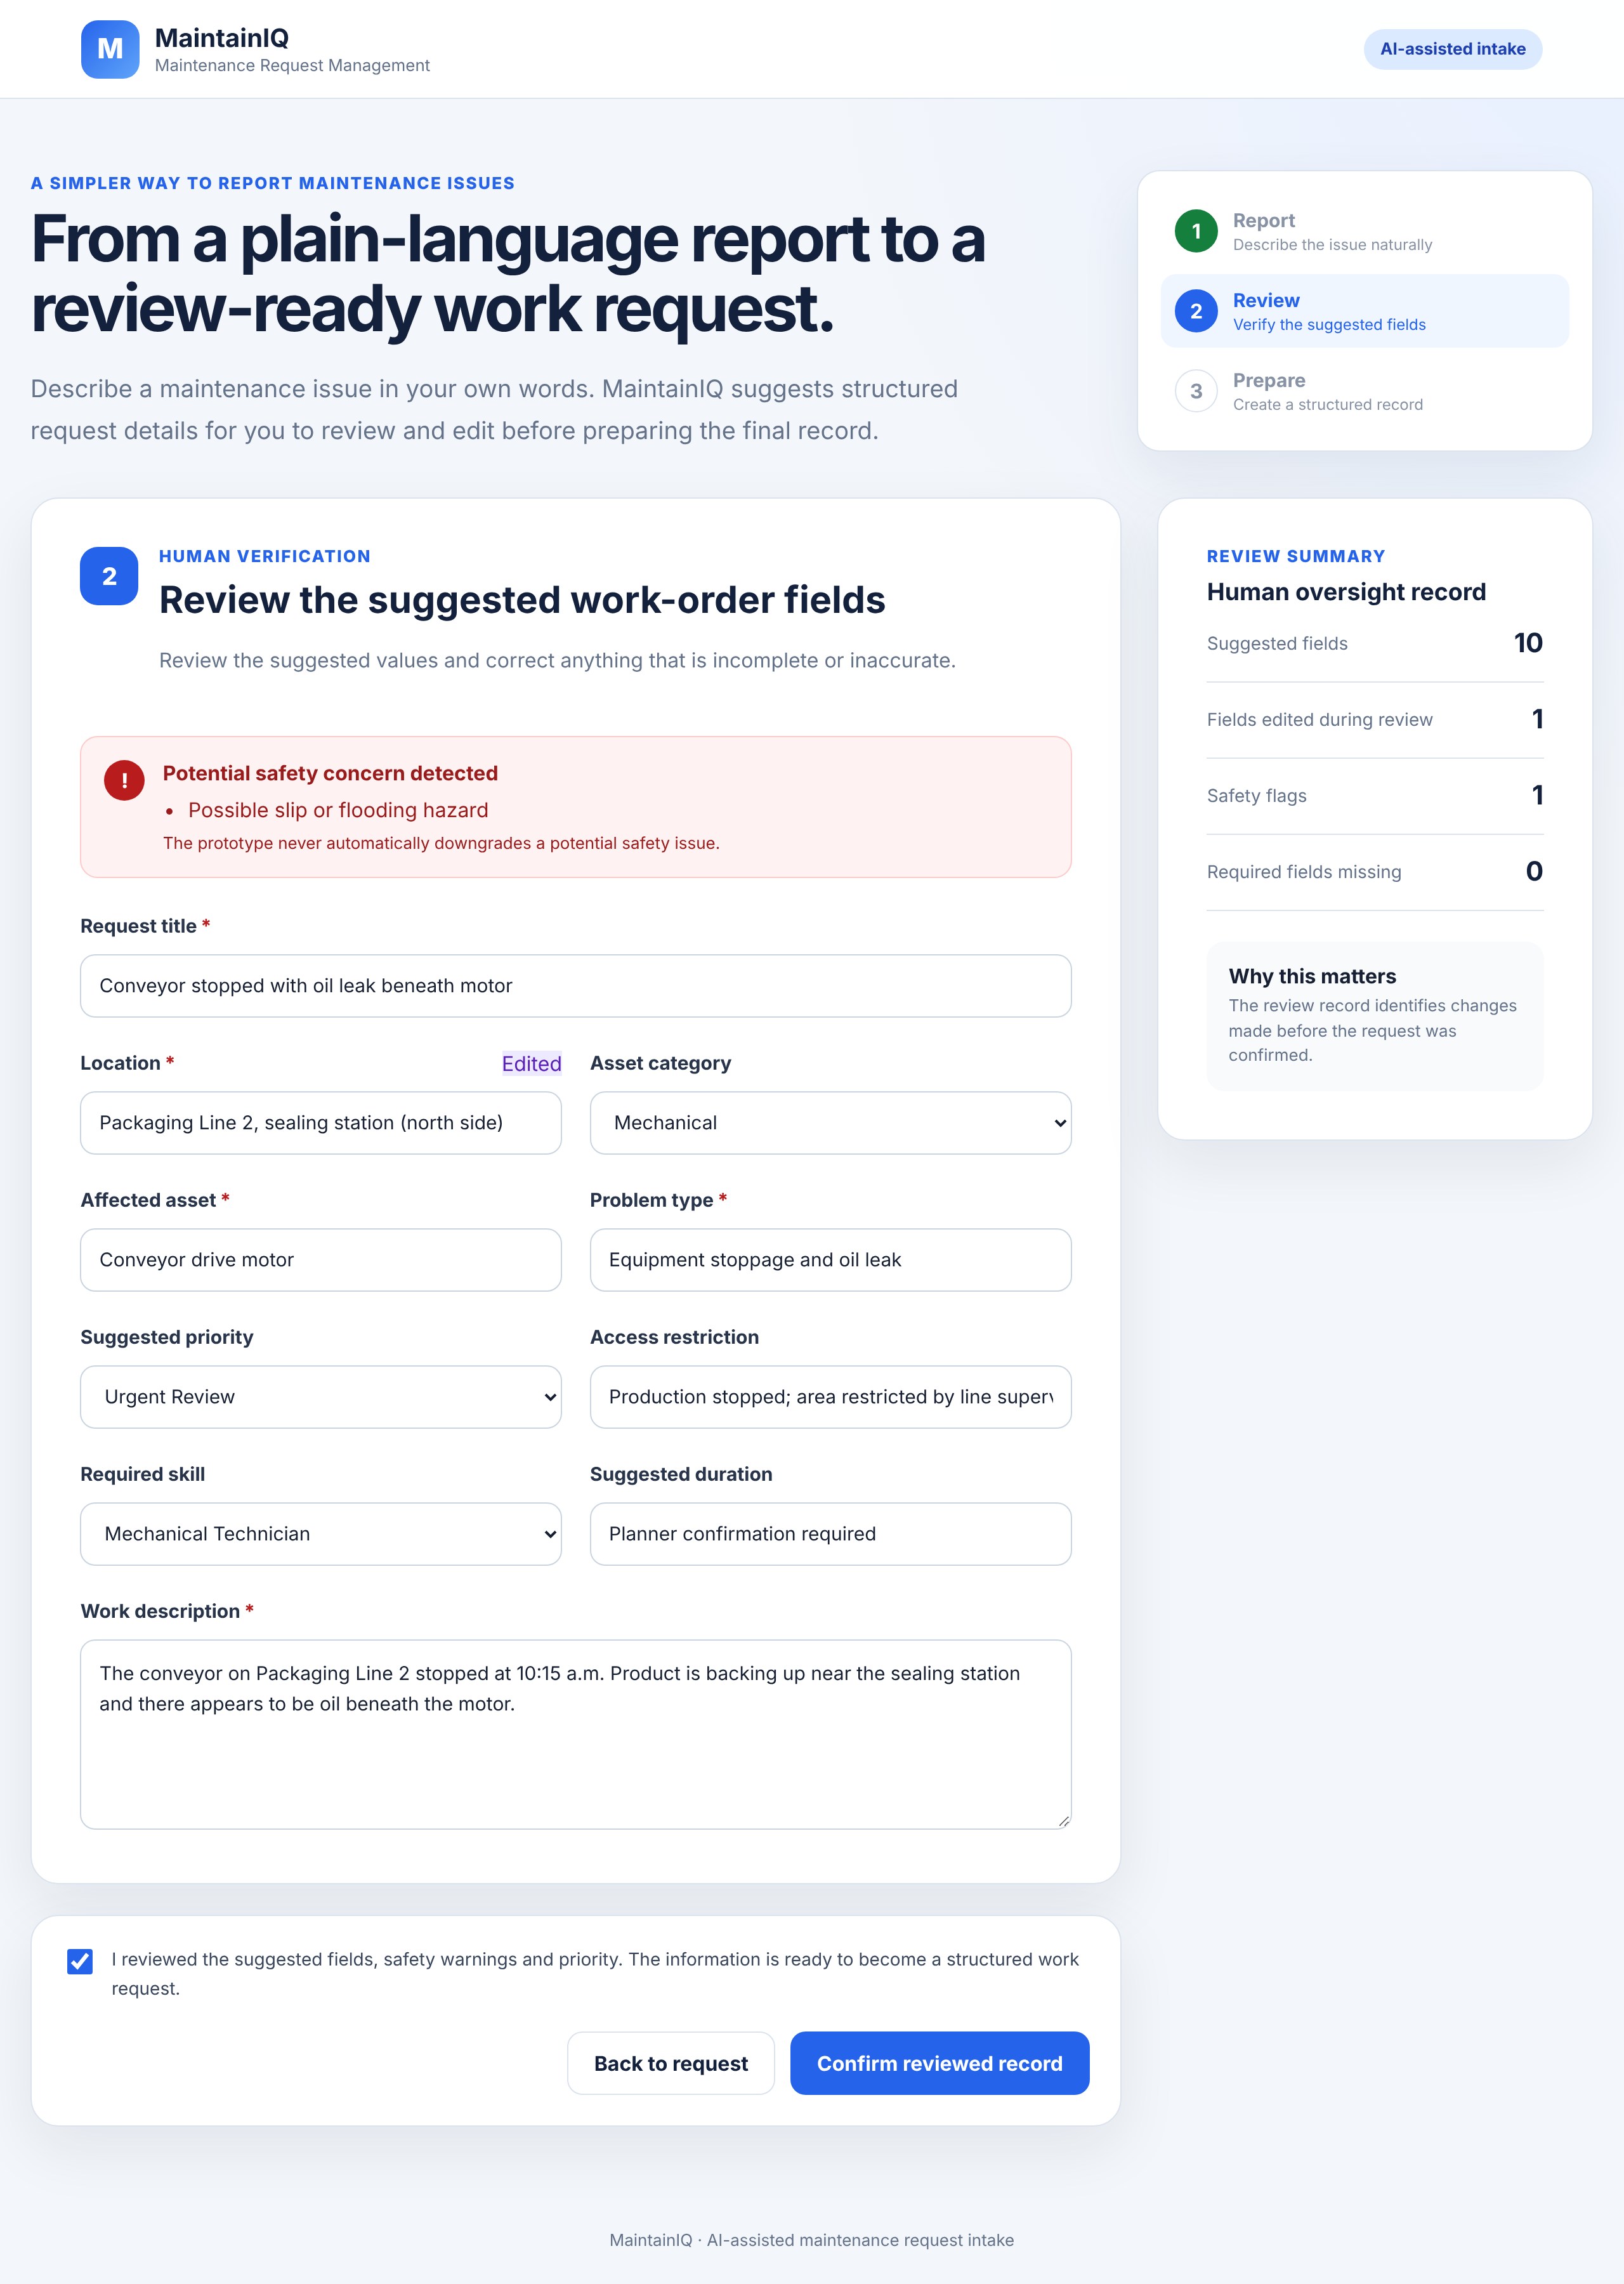 M
MaintainIQ
Maintenance Request Management
AI-assisted intake
A SIMPLER WAY TO REPORT MAINTENANCE ISSUES
From a plain-language report to a
review-ready work request.
Describe a maintenance issue in your own words. MaintainIQ suggests structured
request details for you to review and edit before preparing the final record.
1
Report
Describe the issue naturally
2
Review
Verify the suggested fields
3
Prepare
Create a structured record
2
HUMAN VERIFICATION
Review the suggested work-order fields
Review the suggested values and correct anything that is incomplete or inaccurate.
!
Potential safety concern detected
• Possible slip or flooding hazard
The prototype never automatically downgrades a potential safety issue.
Request title *
Conveyor stopped with oil leak beneath motor
Location *
Edited
Packaging Line 2, sealing station (north side)
Asset category
Mechanical
Affected asset *
Conveyor drive motor
Problem type *
Equipment stoppage and oil leak
Suggested priority
Urgent Review
Access restriction
Production stopped; area restricted by line superv
Required skill
Mechanical Technician
Suggested duration
Planner confirmation required
Work description *
The conveyor on Packaging Line 2 stopped at 10:15 a.m. Product is backing up near the sealing station
and there appears to be oil beneath the motor.
I reviewed the suggested fields, safety warnings and priority. The information is ready to become a structured work
request.
Back to request
Confirm reviewed record
REVIEW SUMMARY
Human oversight record
Suggested fields 10
Fields edited during review 1
Safety flags 1
Required fields missing 0
Why this matters
The review record identifies changes
made before the request was
confirmed.
MaintainIQ · AI-assisted maintenance request intake